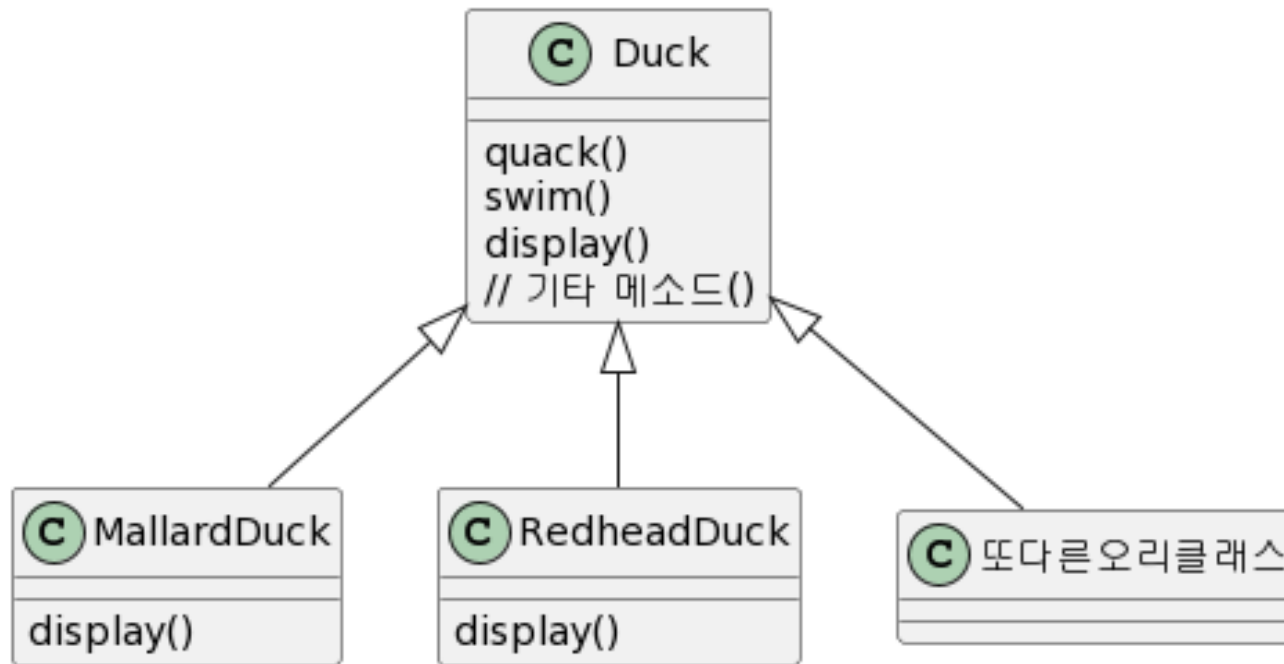 C Duck
quack()
swim()
display()
// 기타 메소드()
C MallardDuck
display()
C RedheadDuck
display()
C 또다른오리클래스